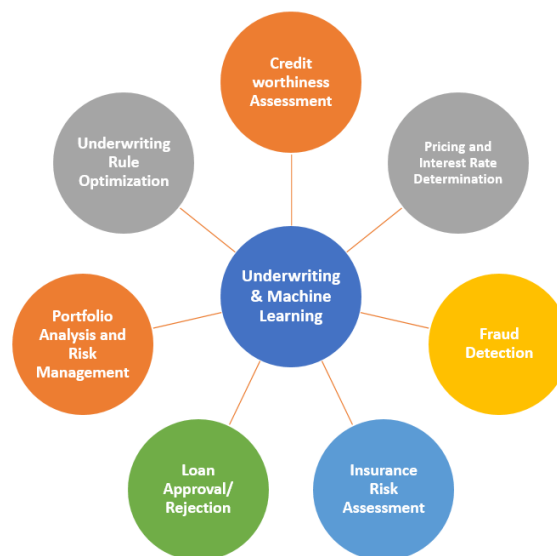 Credit
worthiness
Assessment
Pricing and
Interest Rate
Determination
Fraud
Detection
Insurance
Risk
Assessment
Loan
Approval/
Rejection
Portfolio
Analysis and
Risk
Management
Underwriting
Rule
Optimization
Underwriting
& Machine
Learning